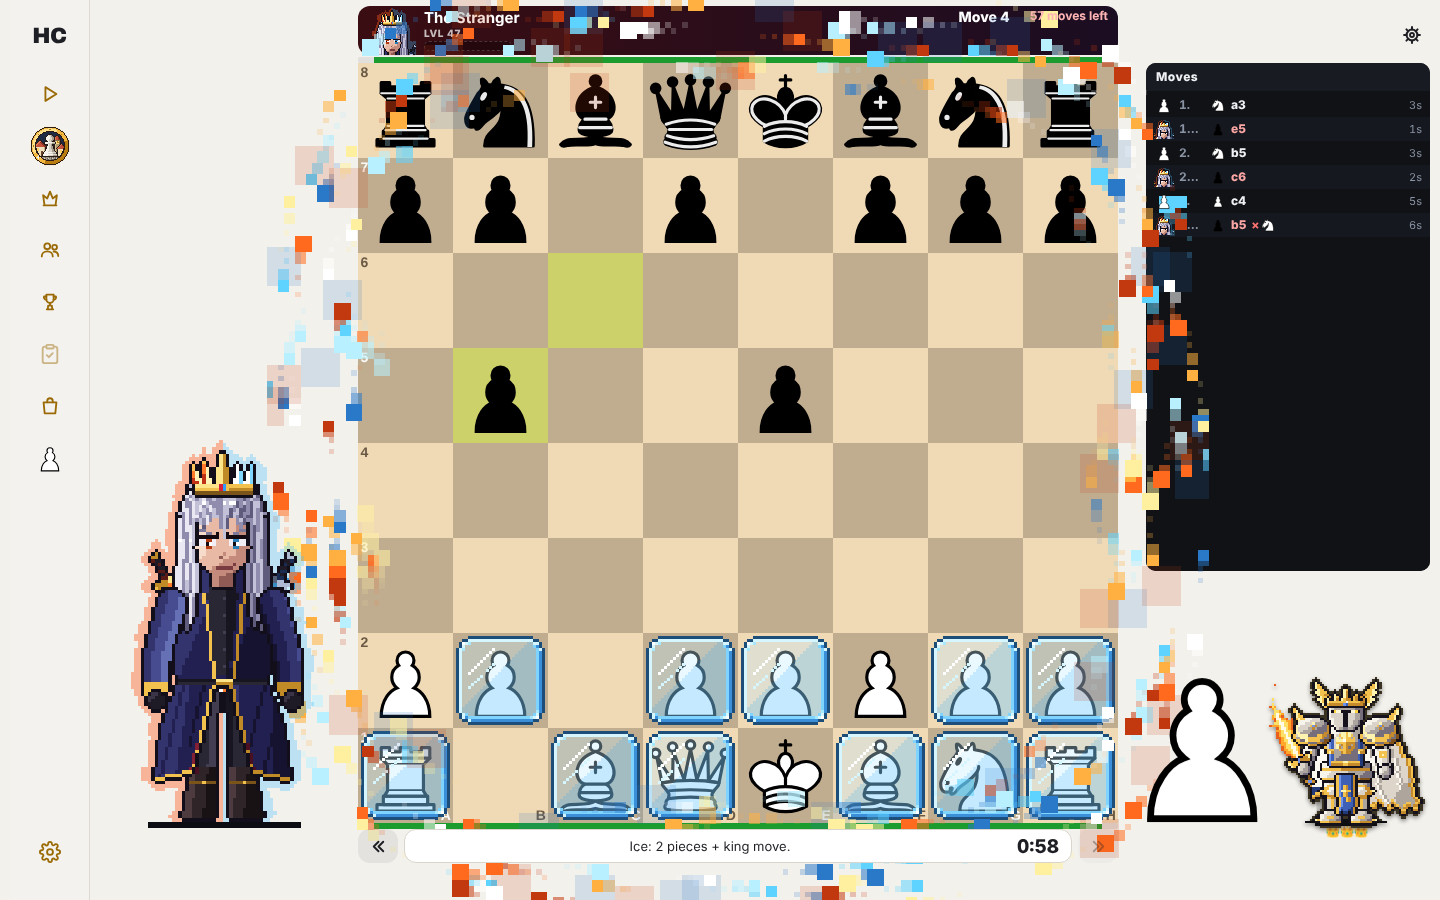 HC
The Stranger
LVL 47
Move 4
57 moves left
8
7
6
5
4
3
2
B
D
E
H
Moves
1. a3 3s
1... e5 1s
2. b5 3s
2... c6 2s
c4 5s
... b5 × 6s
Ice: 2 pieces + king move.
0:58